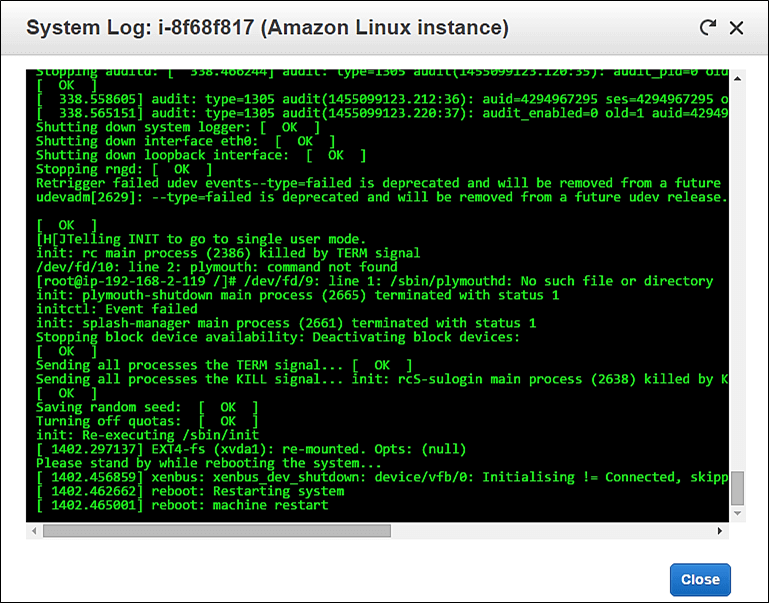 System Log: i-8f68f817 (Amazon Linux instance)
Stopping auditd: [  338.466244] audit: type=1305 audit(1455099123.120:35): audit_pid=0 old
[  OK  ]
[  338.558605] audit: type=1305 audit(1455099123.212:36): auid=4294967295 ses=4294967295 o
[  338.565151] audit: type=1305 audit(1455099123.220:37): audit_enabled=0 old=1 auid=42949
Shutting down system logger: [  OK  ]
Shutting down interface eth0:  [  OK  ]
Shutting down loopback interface:  [  OK  ]
Stopping rngd: [  OK  ]
Retrigger failed udev events--type=failed is deprecated and will be removed from a future
udevadm[2629]: --type=failed is deprecated and will be removed from a future udev release.
[  OK  ]
[H[JTelling INIT to go to single user mode.
init: rc main process (2386) killed by TERM signal
/dev/fd/10: line 2: plymouth: command not found
[root@ip-192-168-2-119 /]# /dev/fd/9: line 1: /sbin/plymouthd: No such file or directory
init: plymouth-shutdown main process (2665) terminated with status 1
initctl: Event failed
init: splash-manager main process (2661) terminated with status 1
Stopping block device availability: Deactivating block devices:
[  OK  ]
Sending all processes the TERM signal... [  OK  ]
Sending all processes the KILL signal... init: rcS-sulogin main process (2638) killed by K
[  OK  ]
Saving random seed:  [  OK  ]
Turning off quotas:  [  OK  ]
init: Re-executing /sbin/init
[ 1402.297137] EXT4-fs (xvda1): re-mounted. Opts: (null)
Please stand by while rebooting the system...
[ 1402.456859] xenbus: xenbus_dev_shutdown: device/vfb/0: Initialising != Connected, skipp
[ 1402.462662] reboot: Restarting system
[ 1402.465001] reboot: machine restart
Close